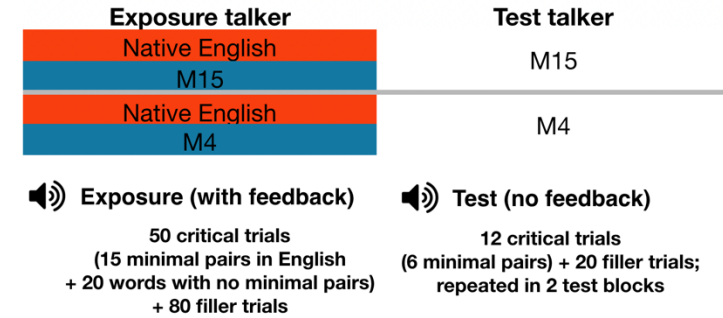 Exposure talker
Test talker
Native English
M15
M15
Native English
M4
M4
Exposure (with feedback)
50 critical trials
(15 minimal pairs in English
+ 20 words with no minimal pairs)
+ 80 filler trials
Test (no feedback)
12 critical trials
(6 minimal pairs) + 20 filler trials;
repeated in 2 test blocks